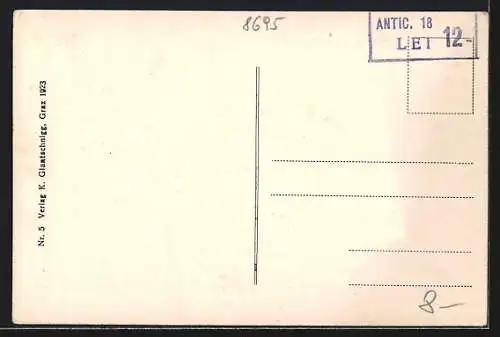 8695
ANTIC. 18
LEI 12-
Nr. 5 Verlag K. Glantschnigg, Graz 1923
8-